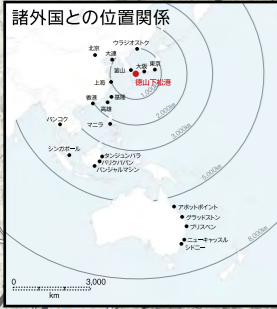 諸外国との位置関係
ウラジオストク
北京
大連
釜山
大阪
東京
徳山下松港
上海
1,000km
基隆
香港
高雄
2,000km
バンコク
マニラ
3,000km
シンガポール
タンジュンバラ
バリクパパン
バンジャルマシン
5,000km
アボットポイント
グラッドストン
ブリスベン
ニューキャッスル
シドニー
8,000km
0 3,000
km